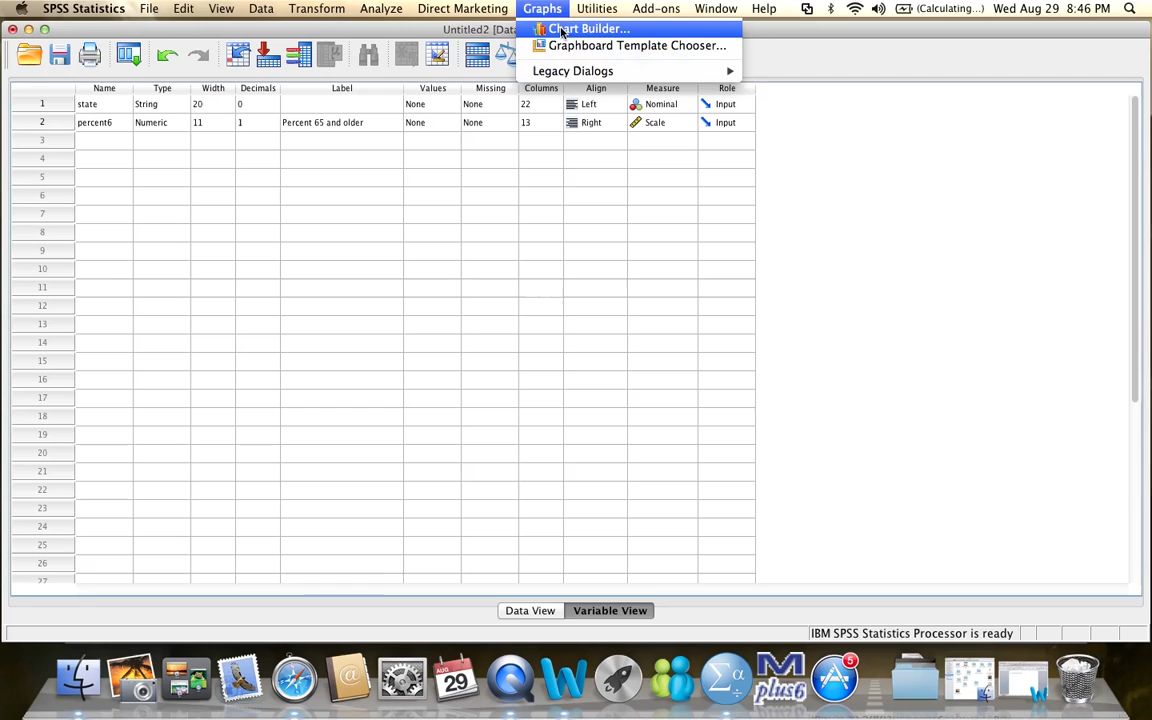 SPSS Statistics File Edit View Data Transform Analyze Direct Marketing Graphs Utilities Add-ons Window Help (Calculating...) Wed Aug 29 8:46 PM
Untitled2 [Data
Chart Builder...
Graphboard Template Chooser...
Legacy Dialogs
Name Type Width Decimals Label Values Missing Columns Align Measure Role
1 state String 20 0 None None 22 Left Nominal Input
2 percent6 Numeric 11 1 Percent 65 and older None None 13 Right Scale Input
3
4
5
6
7
8
9
10
11
12
13
14
15
16
17
18
19
20
21
22
23
24
25
26
27
Data View Variable View
IBM SPSS Statistics Processor is ready
AUG 29 Σα Mplus6 5